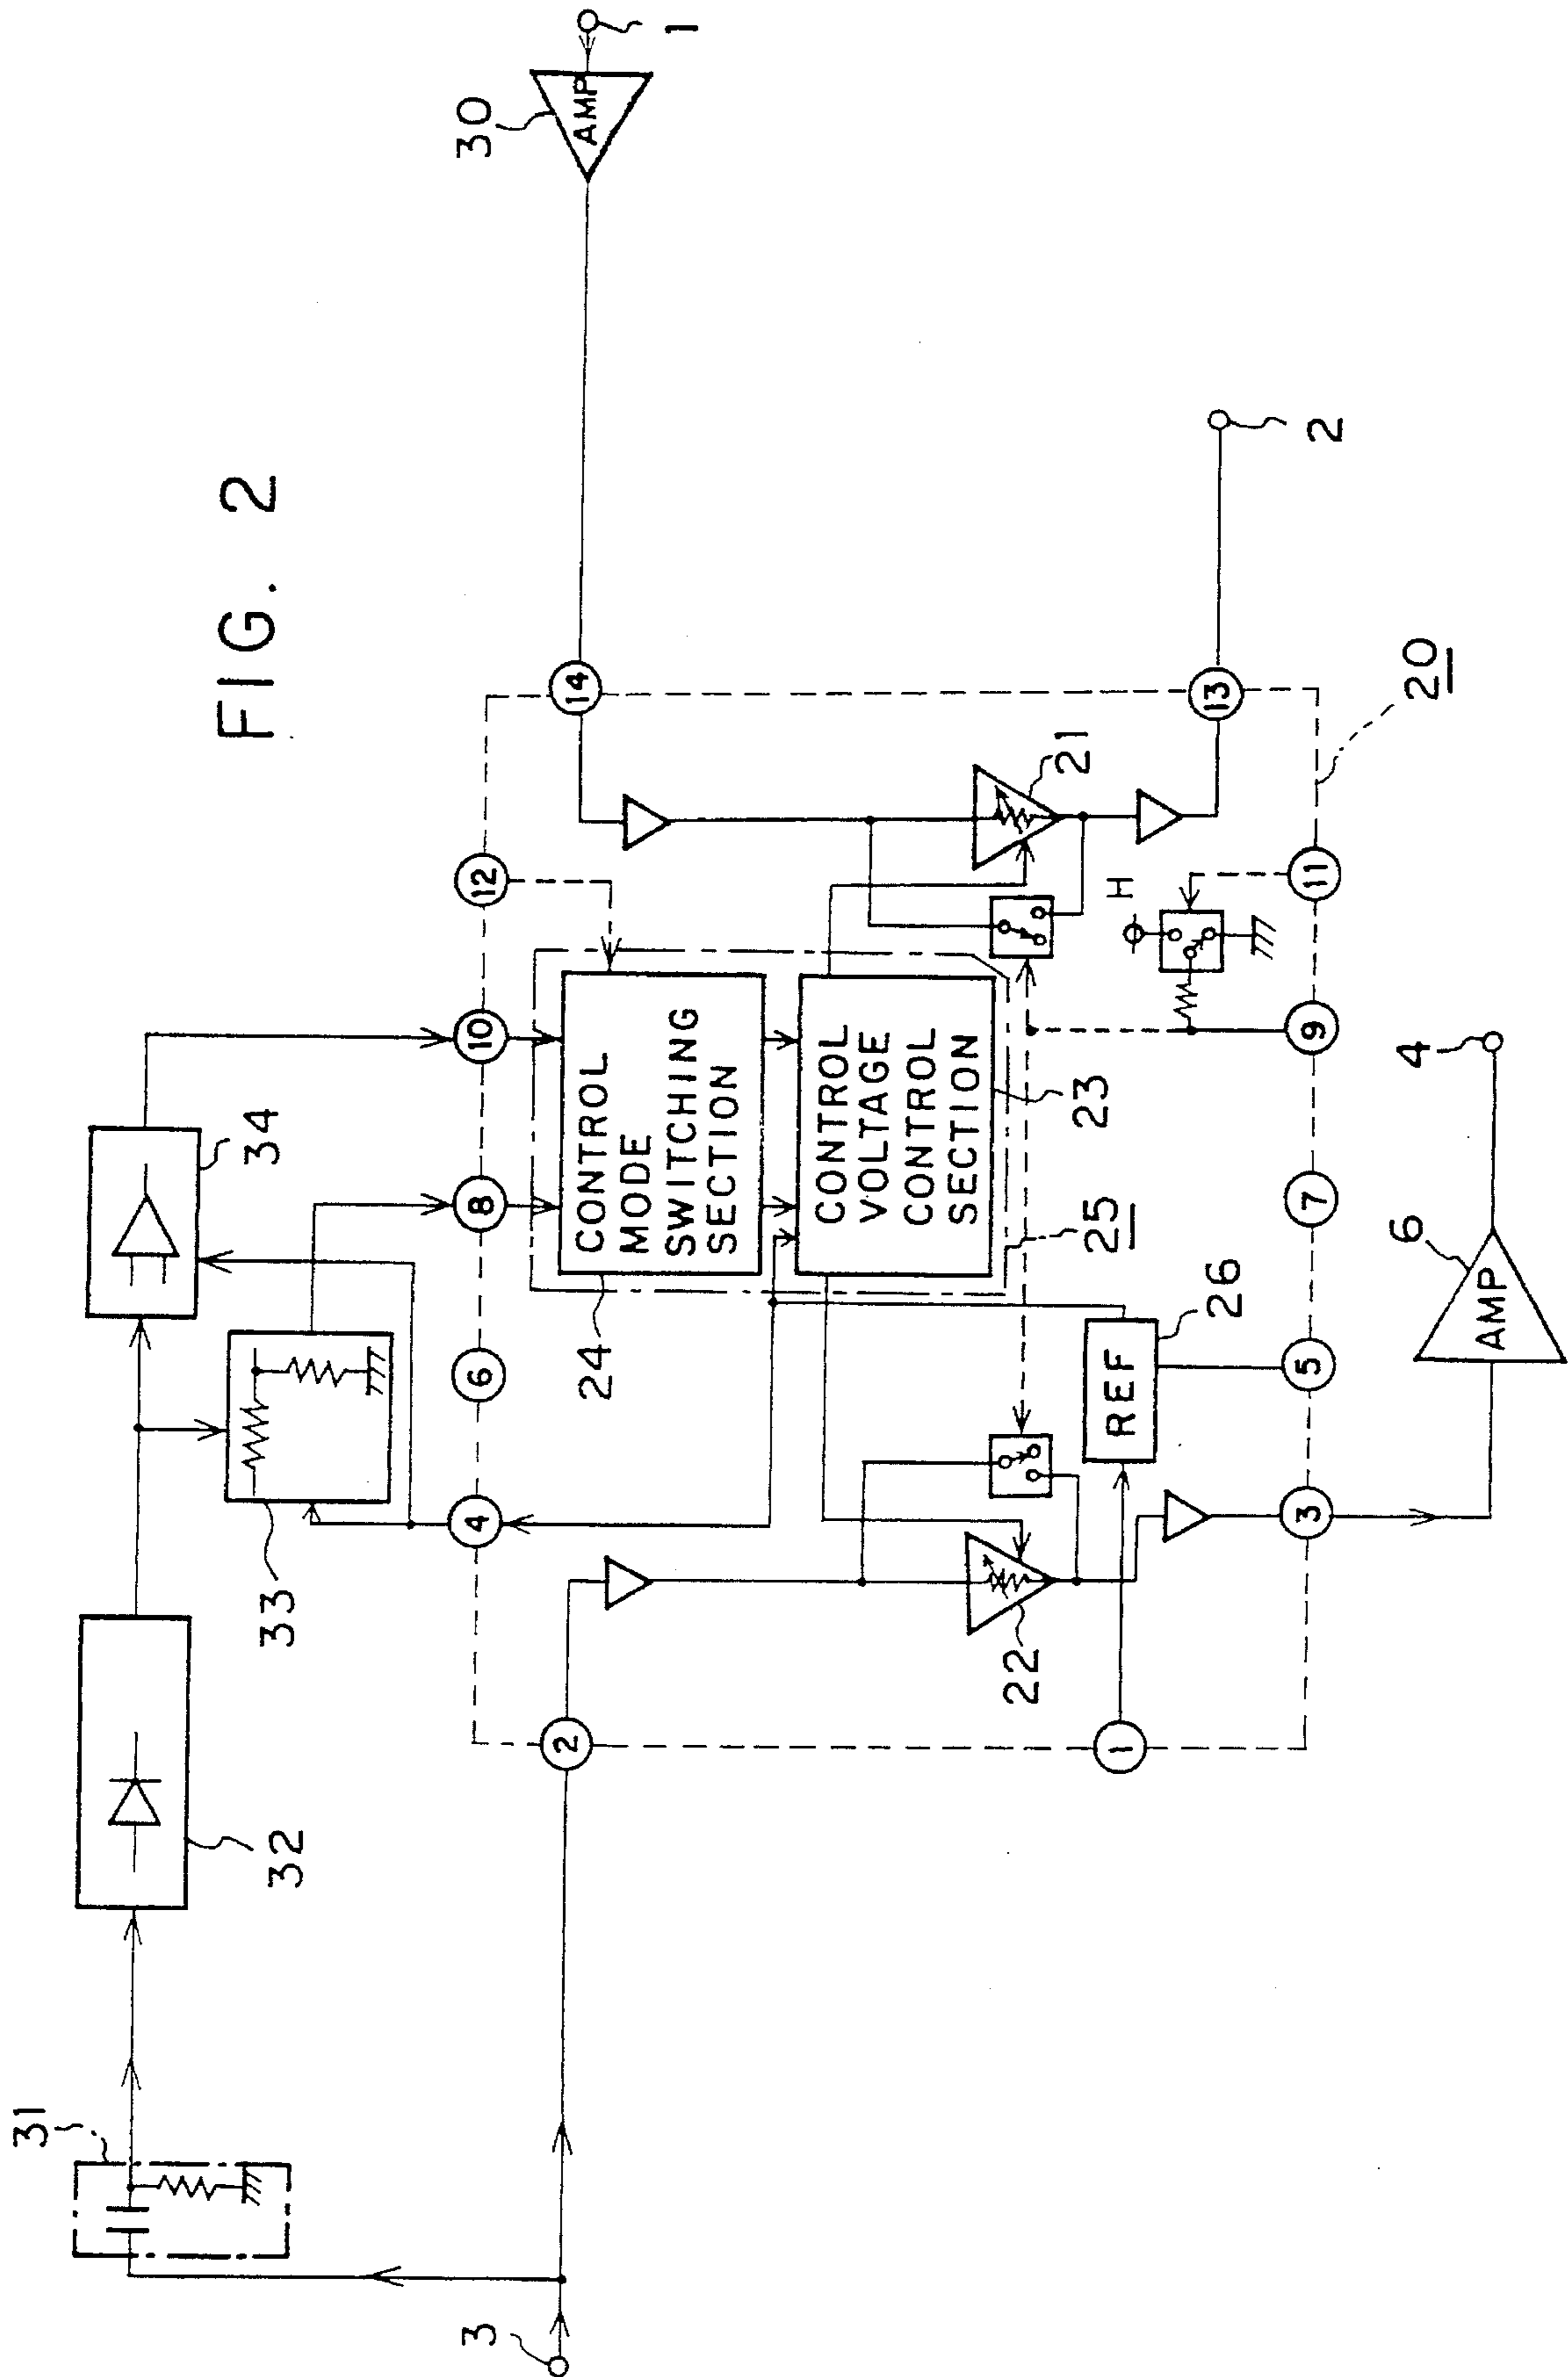 FIG. 2
31
32
33
34
3
30
AMP
1
4
6
8
10
12
2
14
24
CONTROL
MODE
SWITCHING
SECTION
CONTROL
VOLTAGE
CONTROL
SECTION
22
21
23
25
H
1
REF
26
13
2
3
5
7
9
11
20
6
AMP
4